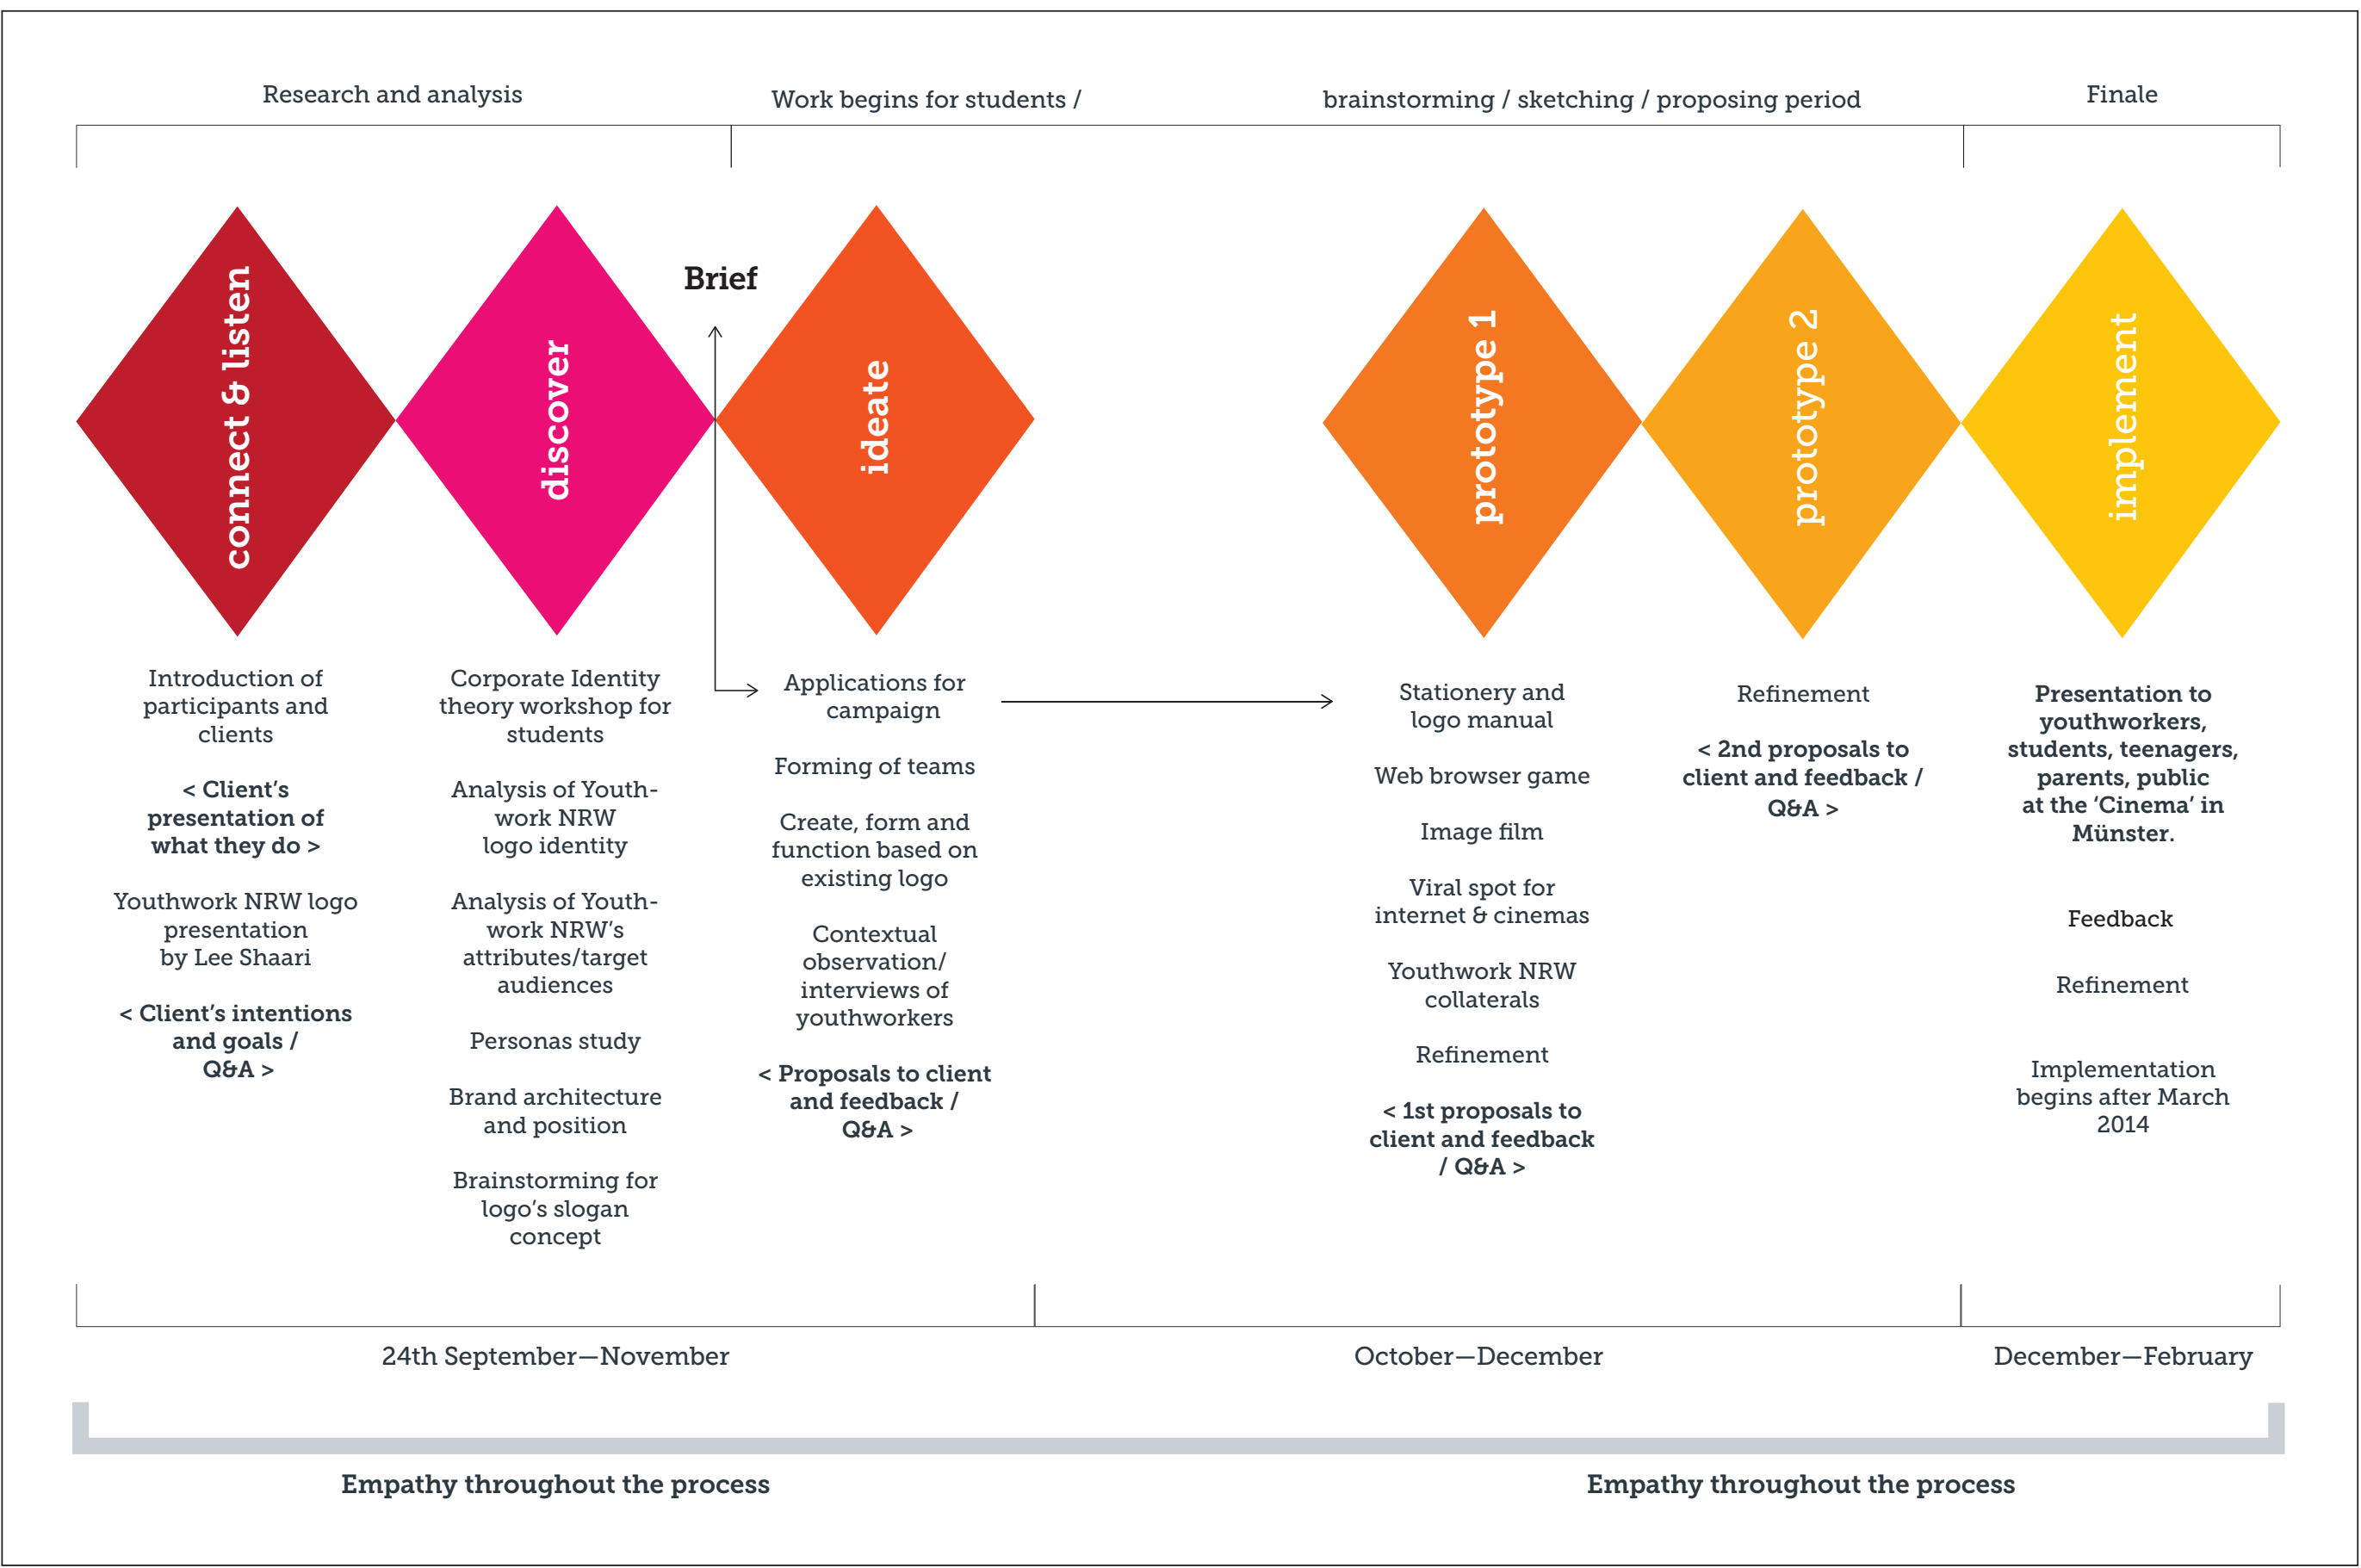 Research and analysis
Work begins for students /
brainstorming / sketching / proposing period
Finale
connect & listen
discover
Brief
ideate
prototype 1
prototype 2
implement
Introduction of
participants and
clients
< Client’s
presentation of
what they do >
Youthwork NRW logo
presentation
by Lee Shaari
< Client’s intentions
and goals /
Q&A >
Corporate Identity
theory workshop for
students
Analysis of Youth-
work NRW
logo identity
Analysis of Youth-
work NRW’s
attributes/target
audiences
Personas study
Brand architecture
and position
Brainstorming for
logo’s slogan
concept
Applications for
campaign
Forming of teams
Create, form and
function based on
existing logo
Contextual
observation/
interviews of
youthworkers
< Proposals to client
and feedback /
Q&A >
Stationery and
logo manual
Web browser game
Image film
Viral spot for
internet & cinemas
Youthwork NRW
collaterals
Refinement
< 1st proposals to
client and feedback
/ Q&A >
Refinement
< 2nd proposals to
client and feedback /
Q&A >
Presentation to
youthworkers,
students, teenagers,
parents, public
at the ‘Cinema’ in
Münster.
Feedback
Refinement
Implementation
begins after March
2014
24th September—November
October—December
December—February
Empathy throughout the process
Empathy throughout the process